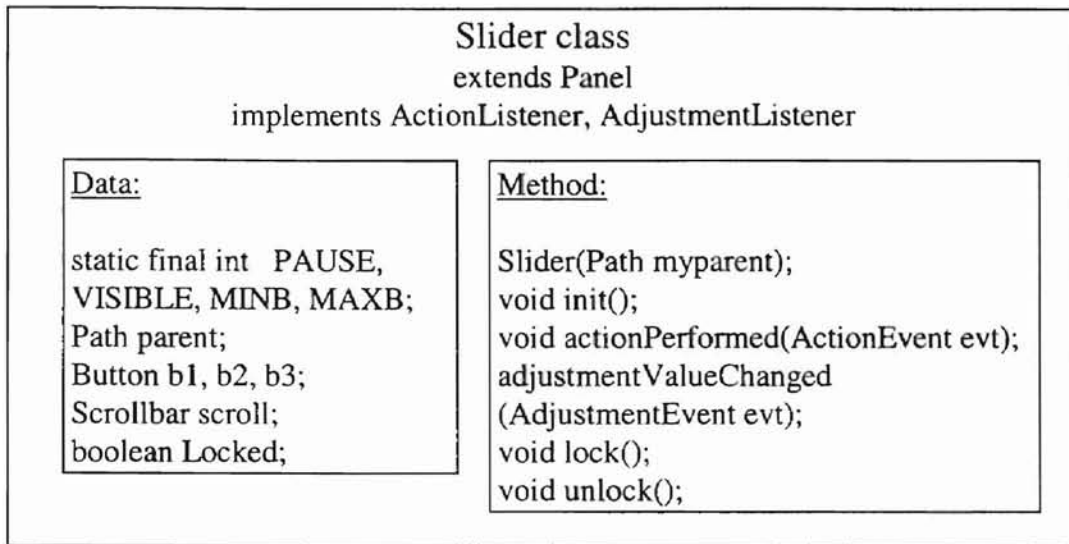 Slider class
extends Panel
implements ActionListener, AdjustmentListener
Data:
static final int PAUSE,
VISIBLE, MINB, MAXB;
Path parent;
Button b1, b2, b3;
Scrollbar scroll;
boolean Locked;
Method:
Slider(Path myparent);
void init();
void actionPerformed(ActionEvent evt);
adjustmentValueChanged
(AdjustmentEvent evt);
void lock();
void unlock();